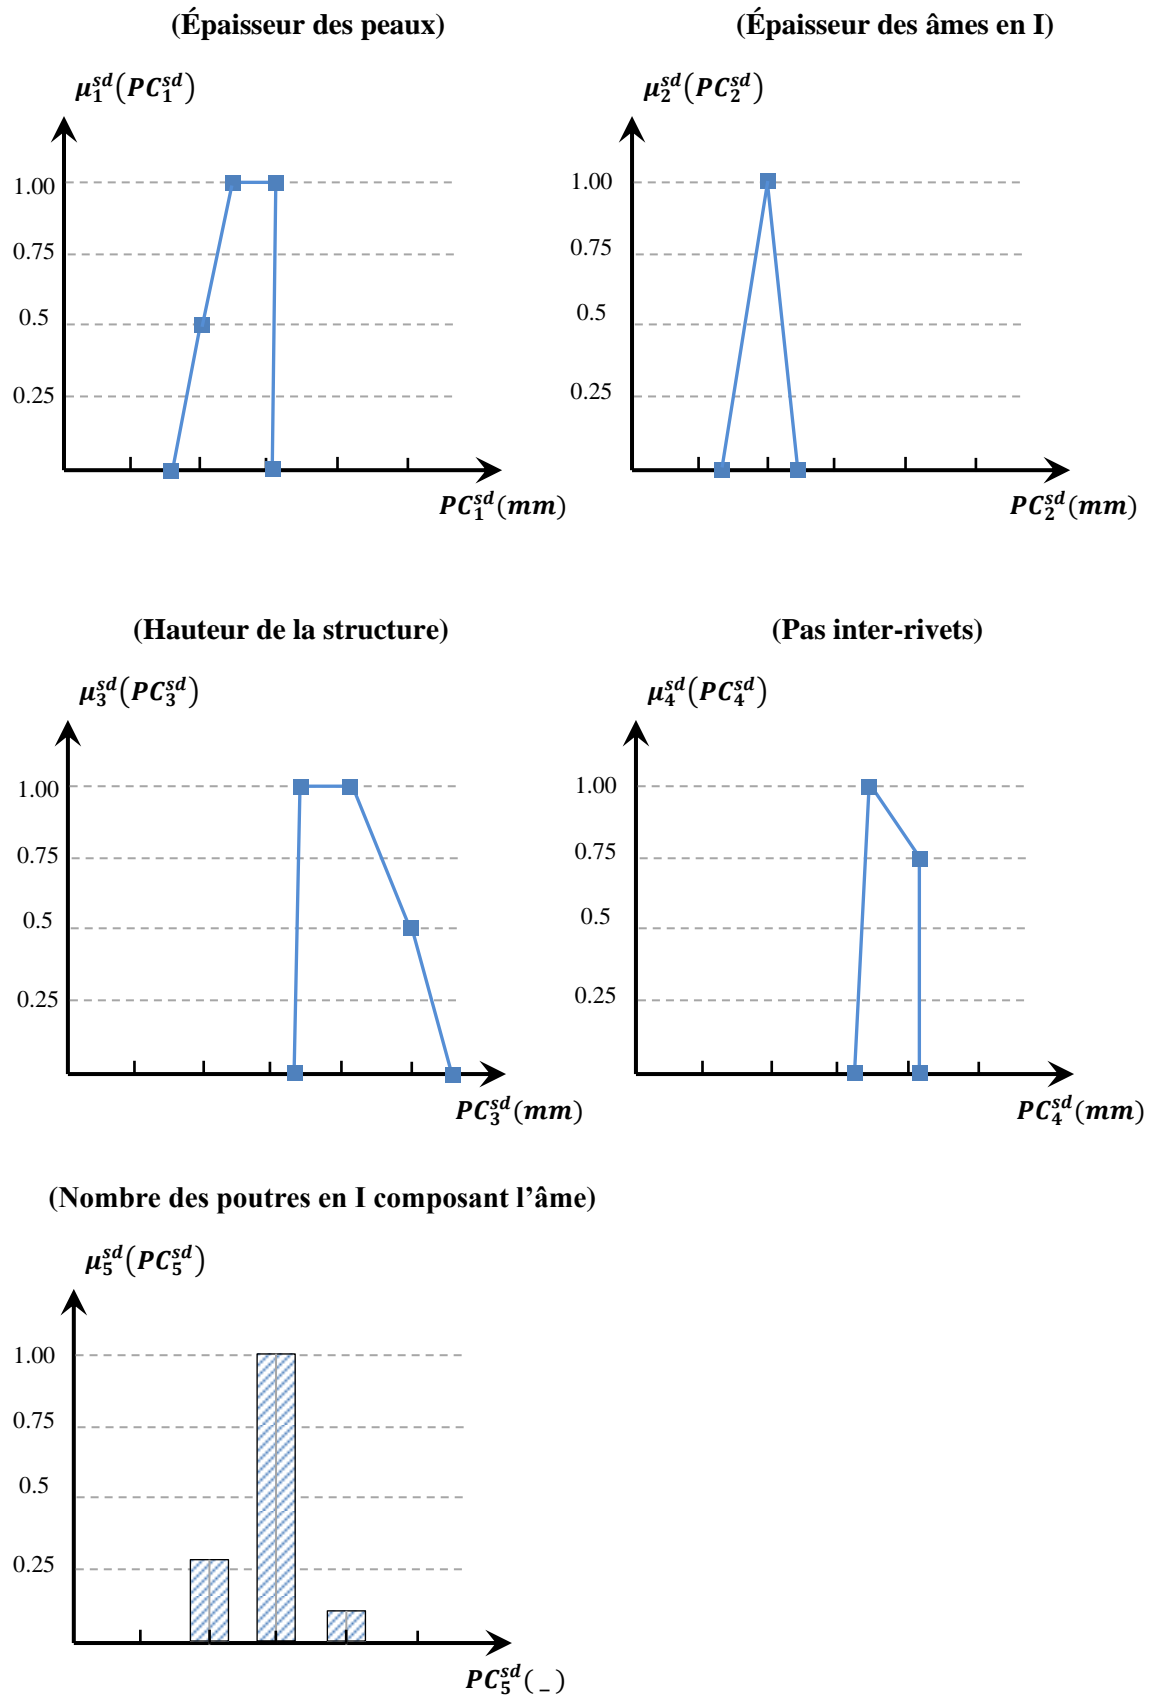 (Épaisseur des peaux)
μ₁ˢᵈ(PC₁ˢᵈ)
1.00
0.75
0.5
0.25
PC₁ˢᵈ(mm)
(Épaisseur des âmes en I)
μ₂ˢᵈ(PC₂ˢᵈ)
1.00
0.75
0.5
0.25
PC₂ˢᵈ(mm)
(Hauteur de la structure)
μ₃ˢᵈ(PC₃ˢᵈ)
1.00
0.75
0.5
0.25
PC₃ˢᵈ(mm)
(Pas inter-rivets)
μ₄ˢᵈ(PC₄ˢᵈ)
1.00
0.75
0.5
0.25
PC₄ˢᵈ(mm)
(Nombre des poutres en I composant l’âme)
μ₅ˢᵈ(PC₅ˢᵈ)
1.00
0.75
0.5
0.25
PC₅ˢᵈ( _ )